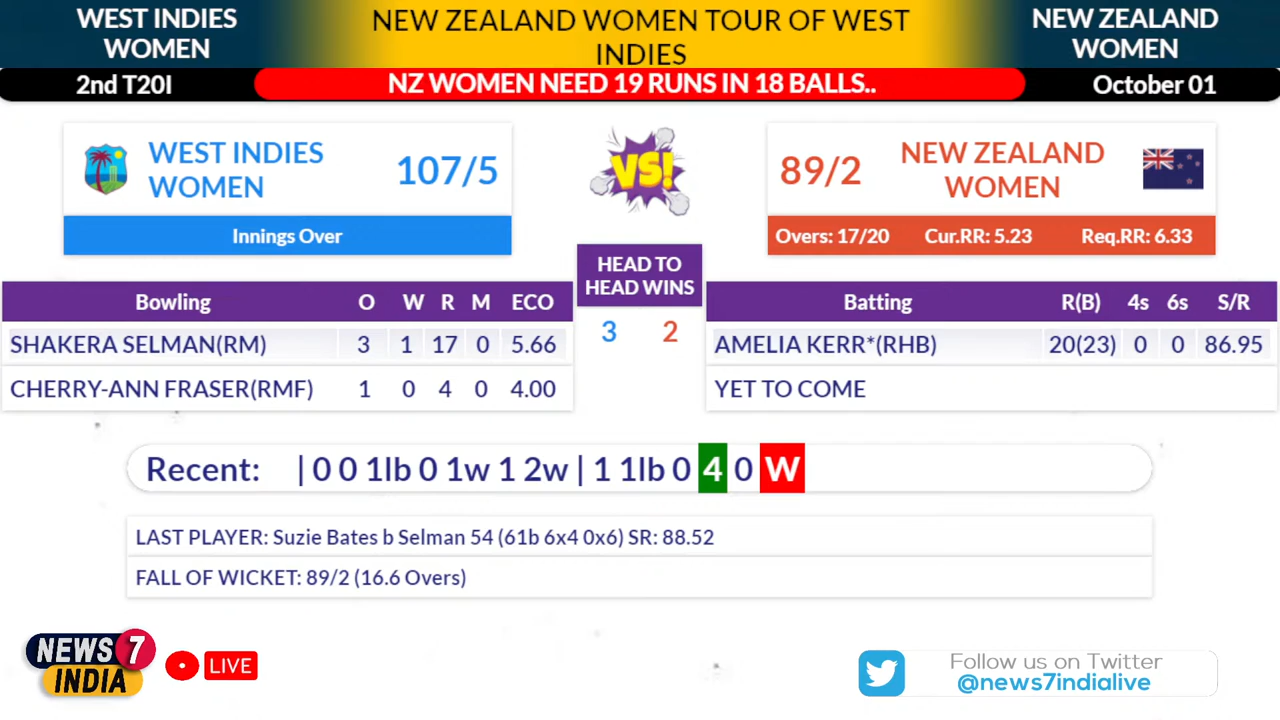 WEST INDIES
WOMEN
NEW ZEALAND WOMEN TOUR OF WEST
INDIES
NEW ZEALAND
WOMEN
2nd T20I
NZ WOMEN NEED 19 RUNS IN 18 BALLS..
October 01
WEST INDIES
WOMEN
107/5
Innings Over
VS!
89/2
NEW ZEALAND
WOMEN
Overs: 17/20 Cur.RR: 5.23 Req.RR: 6.33
HEAD TO
HEAD WINS
3 2
Bowling O W R M ECO
SHAKERA SELMAN(RM) 3 1 17 0 5.66
CHERRY-ANN FRASER(RMF) 1 0 4 0 4.00
Batting R(B) 4s 6s S/R
AMELIA KERR*(RHB) 20(23) 0 0 86.95
YET TO COME
Recent: | 0 0 1lb 0 1w 1 2w | 1 1lb 0 4 0 W
LAST PLAYER: Suzie Bates b Selman 54 (61b 6x4 0x6) SR: 88.52
FALL OF WICKET: 89/2 (16.6 Overs)
NEWS 7
INDIA
LIVE
Follow us on Twitter
@news7indialive